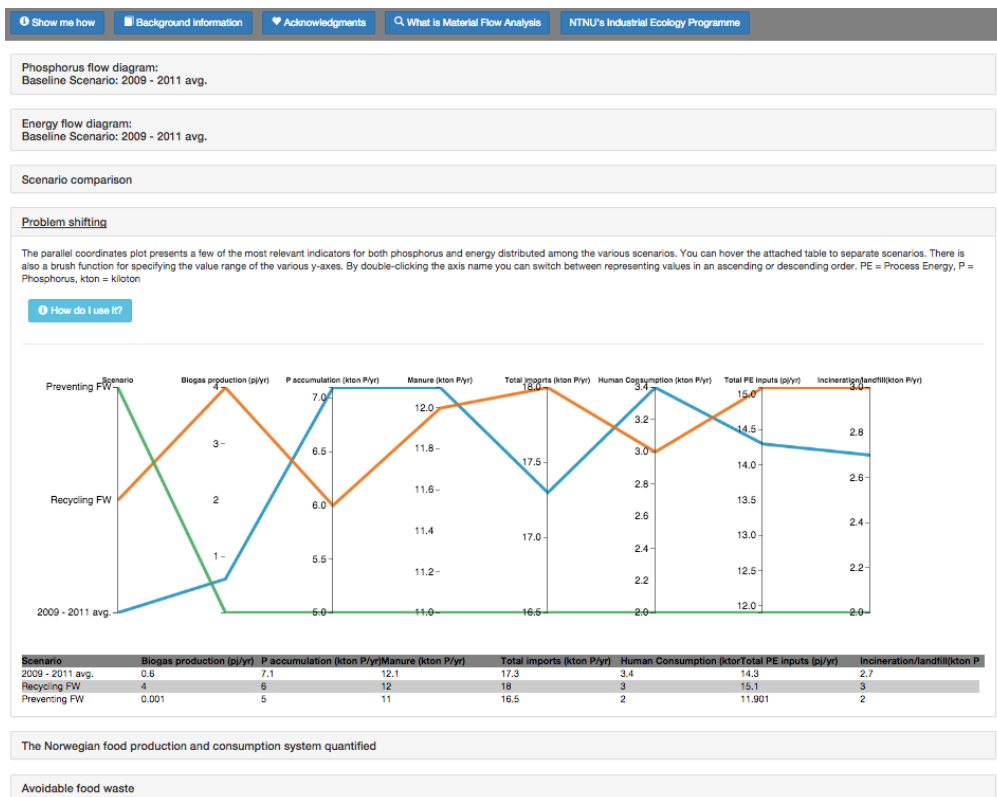 Show me how
Background information
Acknowledgments
What is Material Flow Analysis
NTNU's Industrial Ecology Programme
Phosphorus flow diagram:
Baseline Scenario: 2009 - 2011 avg.
Energy flow diagram:
Baseline Scenario: 2009 - 2011 avg.
Scenario comparison
Problem shifting
The parallel coordinates plot presents a few of the most relevant indicators for both phosphorus and energy distributed among the various scenarios. You can hover the attached table to separate scenarios. There is
also a brush function for specifying the value range of the various y-axes. By double-clicking the axis name you can switch between representing values in an ascending or descending order. PE = Process Energy, P =
Phosphorus, kton = kiloton
How do I use it?
Scenario Biogas production (pj/yr) P accumulation (kton P/yr) Manure (kton P/yr) Total imports (kton P/yr) Human Consumption (kton P/yr) Total PE inputs (pj/yr) Incineration/landfill(kton P/yr)
Preventing FW
Recycling FW
2009 - 2011 avg.
4
3
2
1
7.0
6.5
6.0
5.5
5.0
12.0
11.8
11.6
11.4
11.2
11.0
18.0
17.5
17.0
16.5
3.4
3.2
3.0
2.8
2.6
2.4
2.2
2.0
15.0
14.5
14.0
13.5
13.0
12.5
12.0
3.0
2.8
2.6
2.4
2.2
2.0
Scenario Biogas production (pj/yr) P accumulation (kton P/yr) Manure (kton P/yr) Total imports (kton P/yr) Human Consumption (ktor Total PE inputs (pj/yr) Incineration/landfill(kton P
2009 - 2011 avg. 0.6 7.1 12.1 17.3 3.4 14.3 2.7
Recycling FW 4 6 12 18 3 15.1 3
Preventing FW 0.001 5 11 16.5 2 11.901 2
The Norwegian food production and consumption system quantified
Avoidable food waste